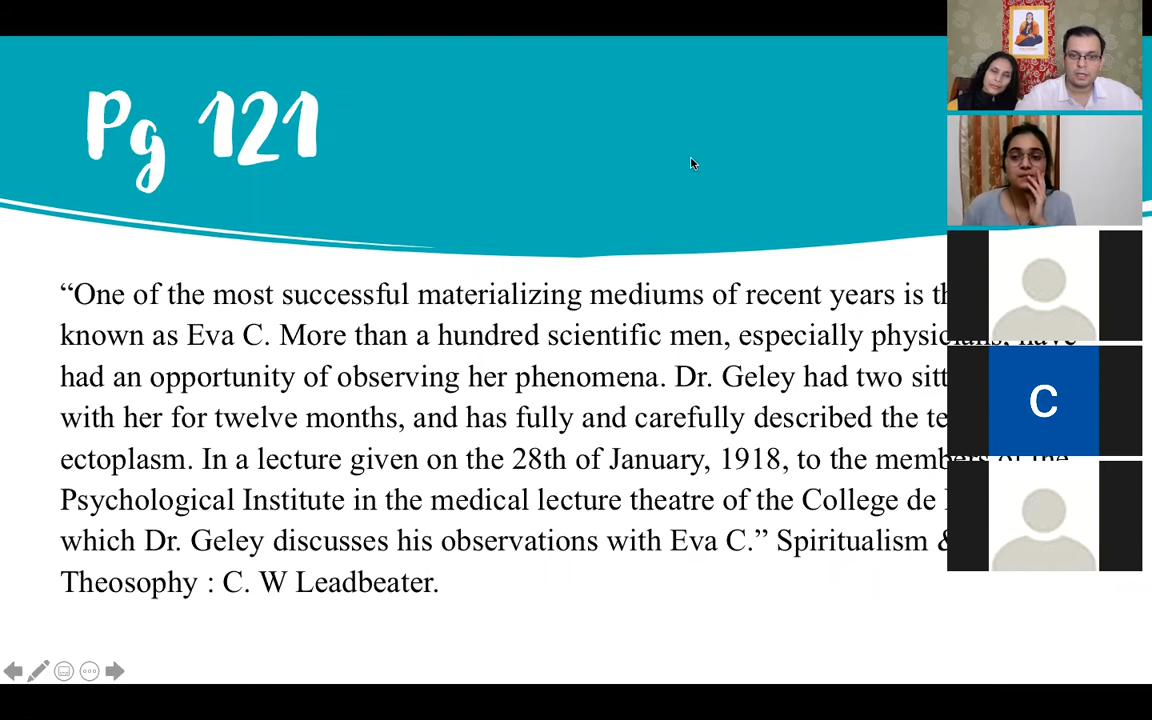 Pg 121
“One of the most successful materializing mediums of recent years is
known as Eva C. More than a hundred scientific men, especially physicians, have
had an opportunity of observing her phenomena. Dr. Geley had two
with her for twelve months, and has fully and carefully described the
ectoplasm. In a lecture given on the 28th of January, 1918, to the members of the
Psychological Institute in the medical lecture theatre of the College de
which Dr. Geley discusses his observations with Eva C.” Spiritualism &
Theosophy : C. W Leadbeater.
C